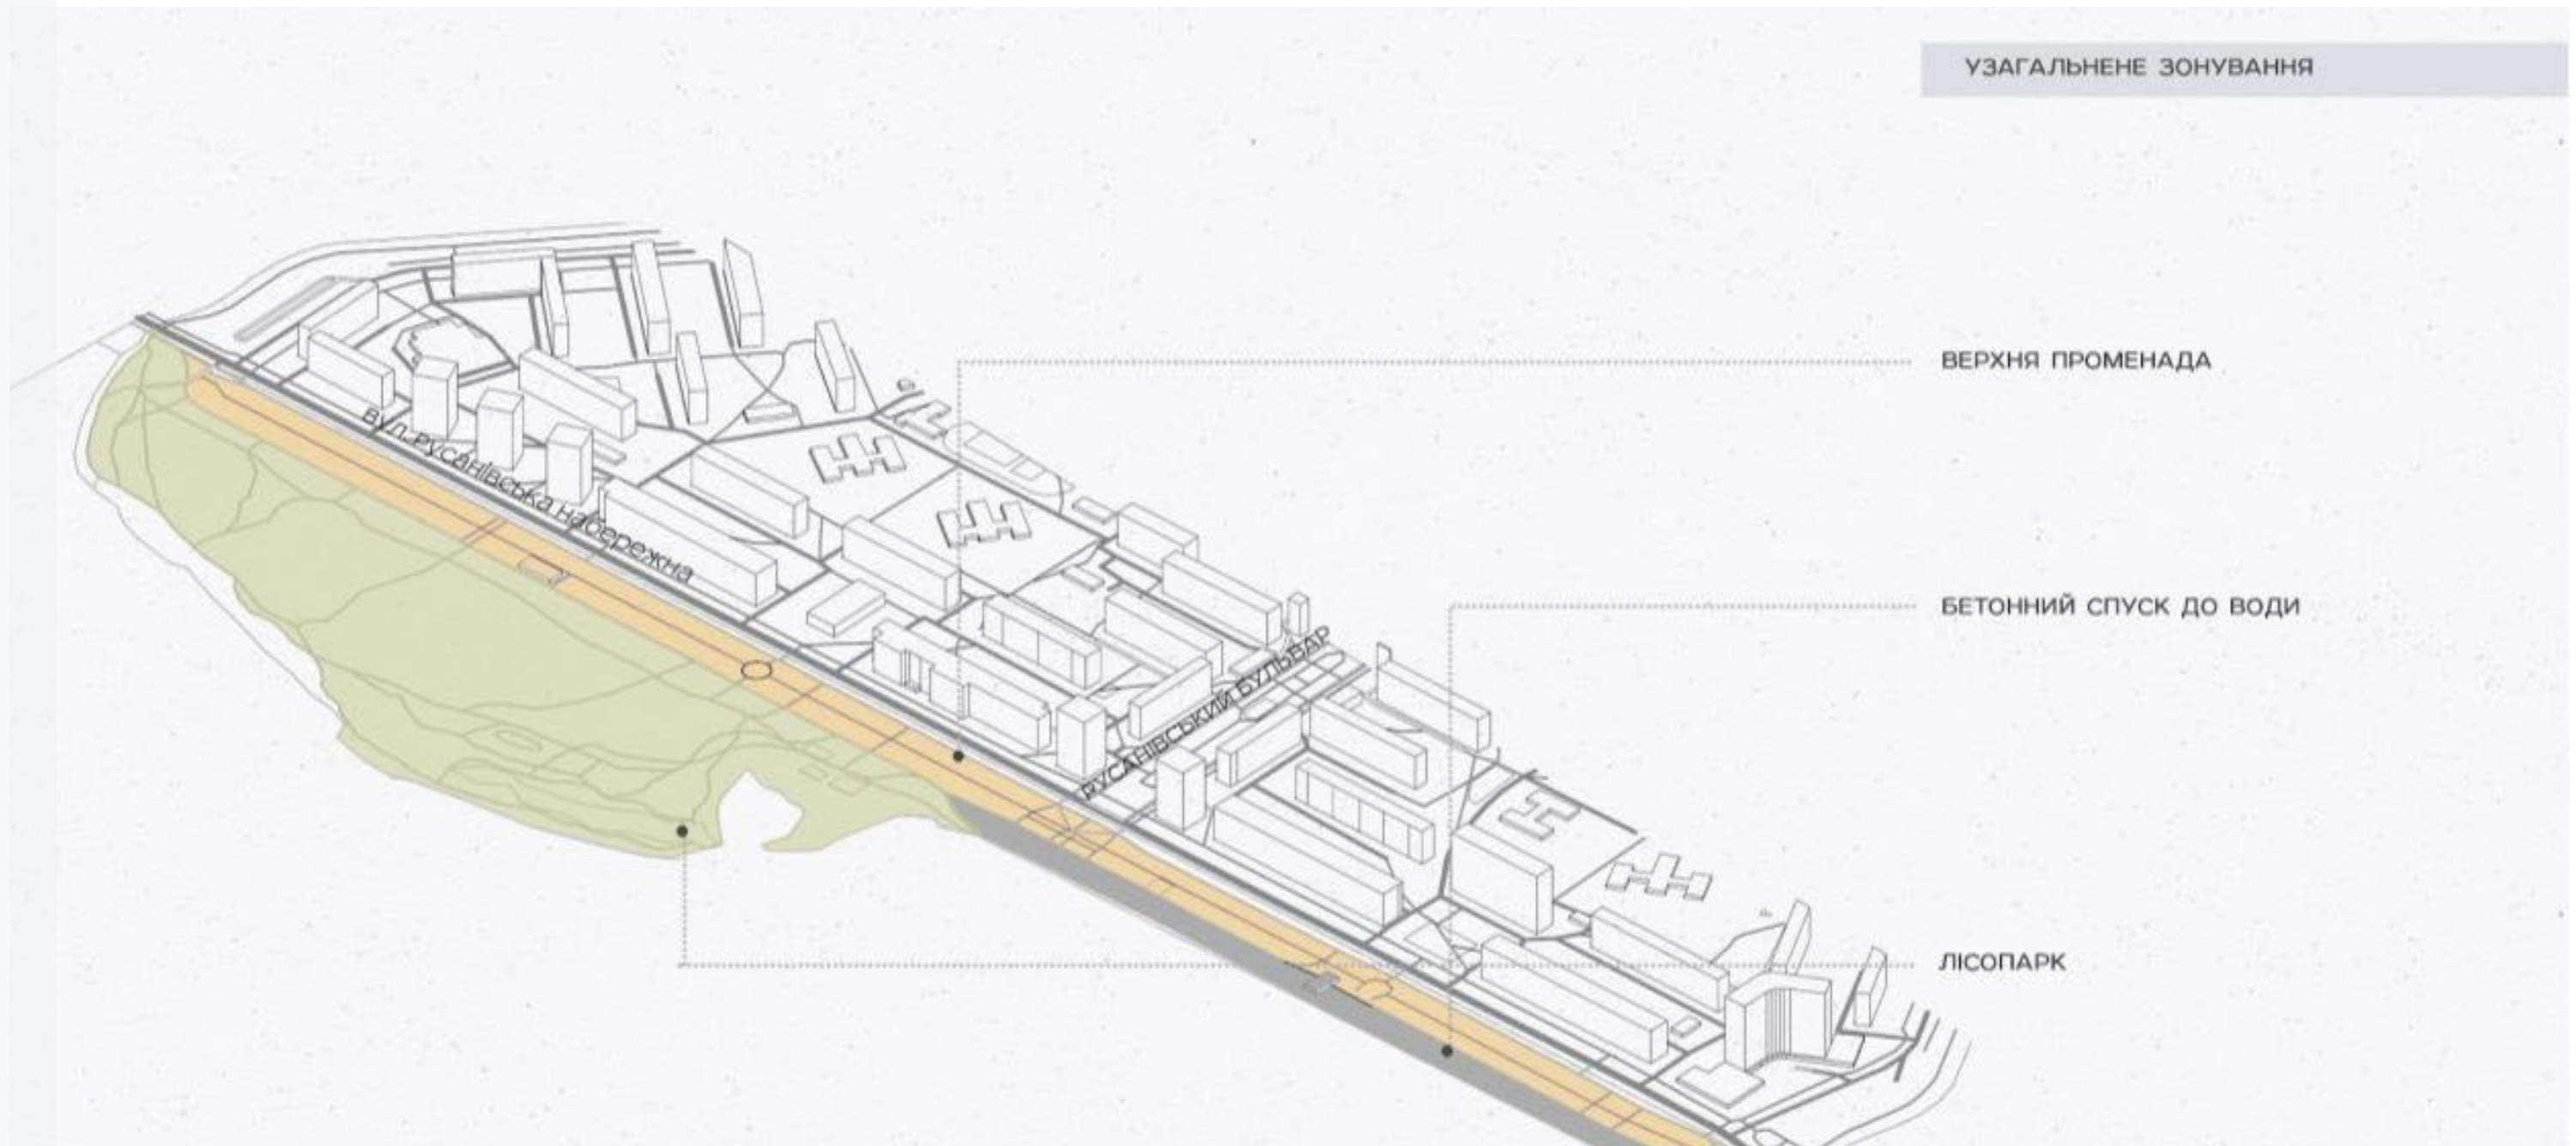 УЗАГАЛЬНЕНЕ ЗОНУВАННЯ
ВЕРХНЯ ПРОМЕНАДА
вул. Русанівська набережна
БЕТОННИЙ СПУСК ДО ВОДИ
РУСАНІВСЬКИЙ БУЛЬВАР
ЛІСОПАРК